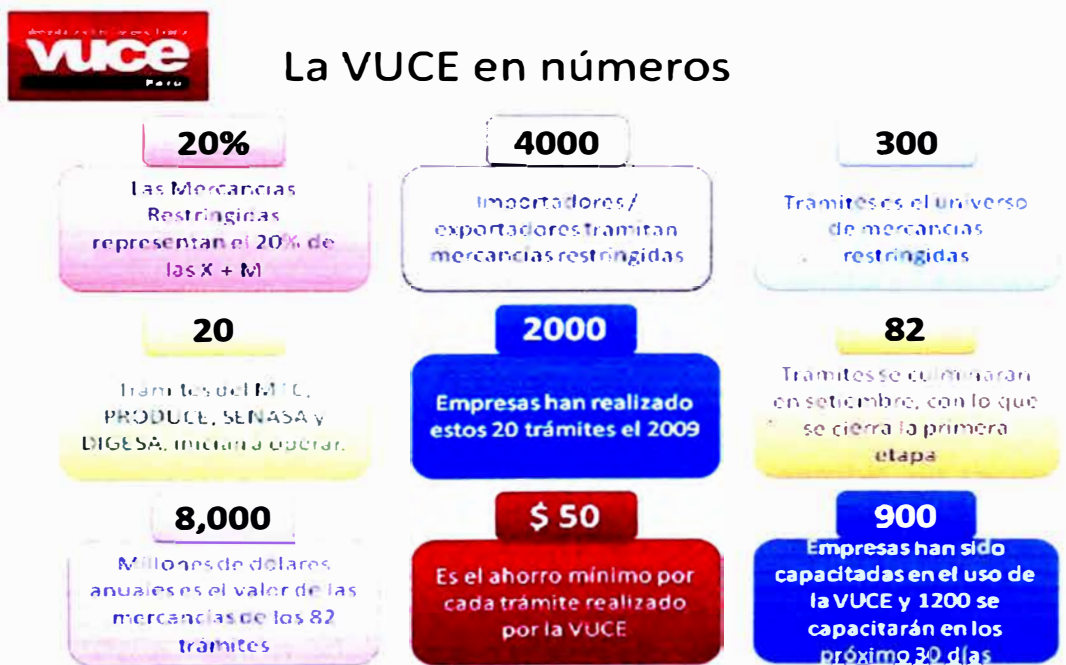 vuce
Perú
La VUCE en números
20%
Las Mercancias
Restringidas
representan el 20% de
las X + M
4000
Importadores/
exportadores tramitan
mercancías restringidas
300
Tramites es el universo
de mercancías
restringidas
20
Trámites del MTC,
PRODUCE, SENASA y
DIGESA, inician a operar.
2000
Empresas han realizado
estos 20 trámites el 2009
82
Trámites se culminarán
en setiembre, con lo que
se cierra la primera
etapa
8,000
Millones de dólares
anuales es el valor de las
mercancías de los 82
trámites
$ 50
Es el ahorro mínimo por
cada trámite realizado
por la VUCE
900
Empresas han sido
capacitadas en el uso de
la VUCE y 1200 se
capacitarán en los
próximo 30 días